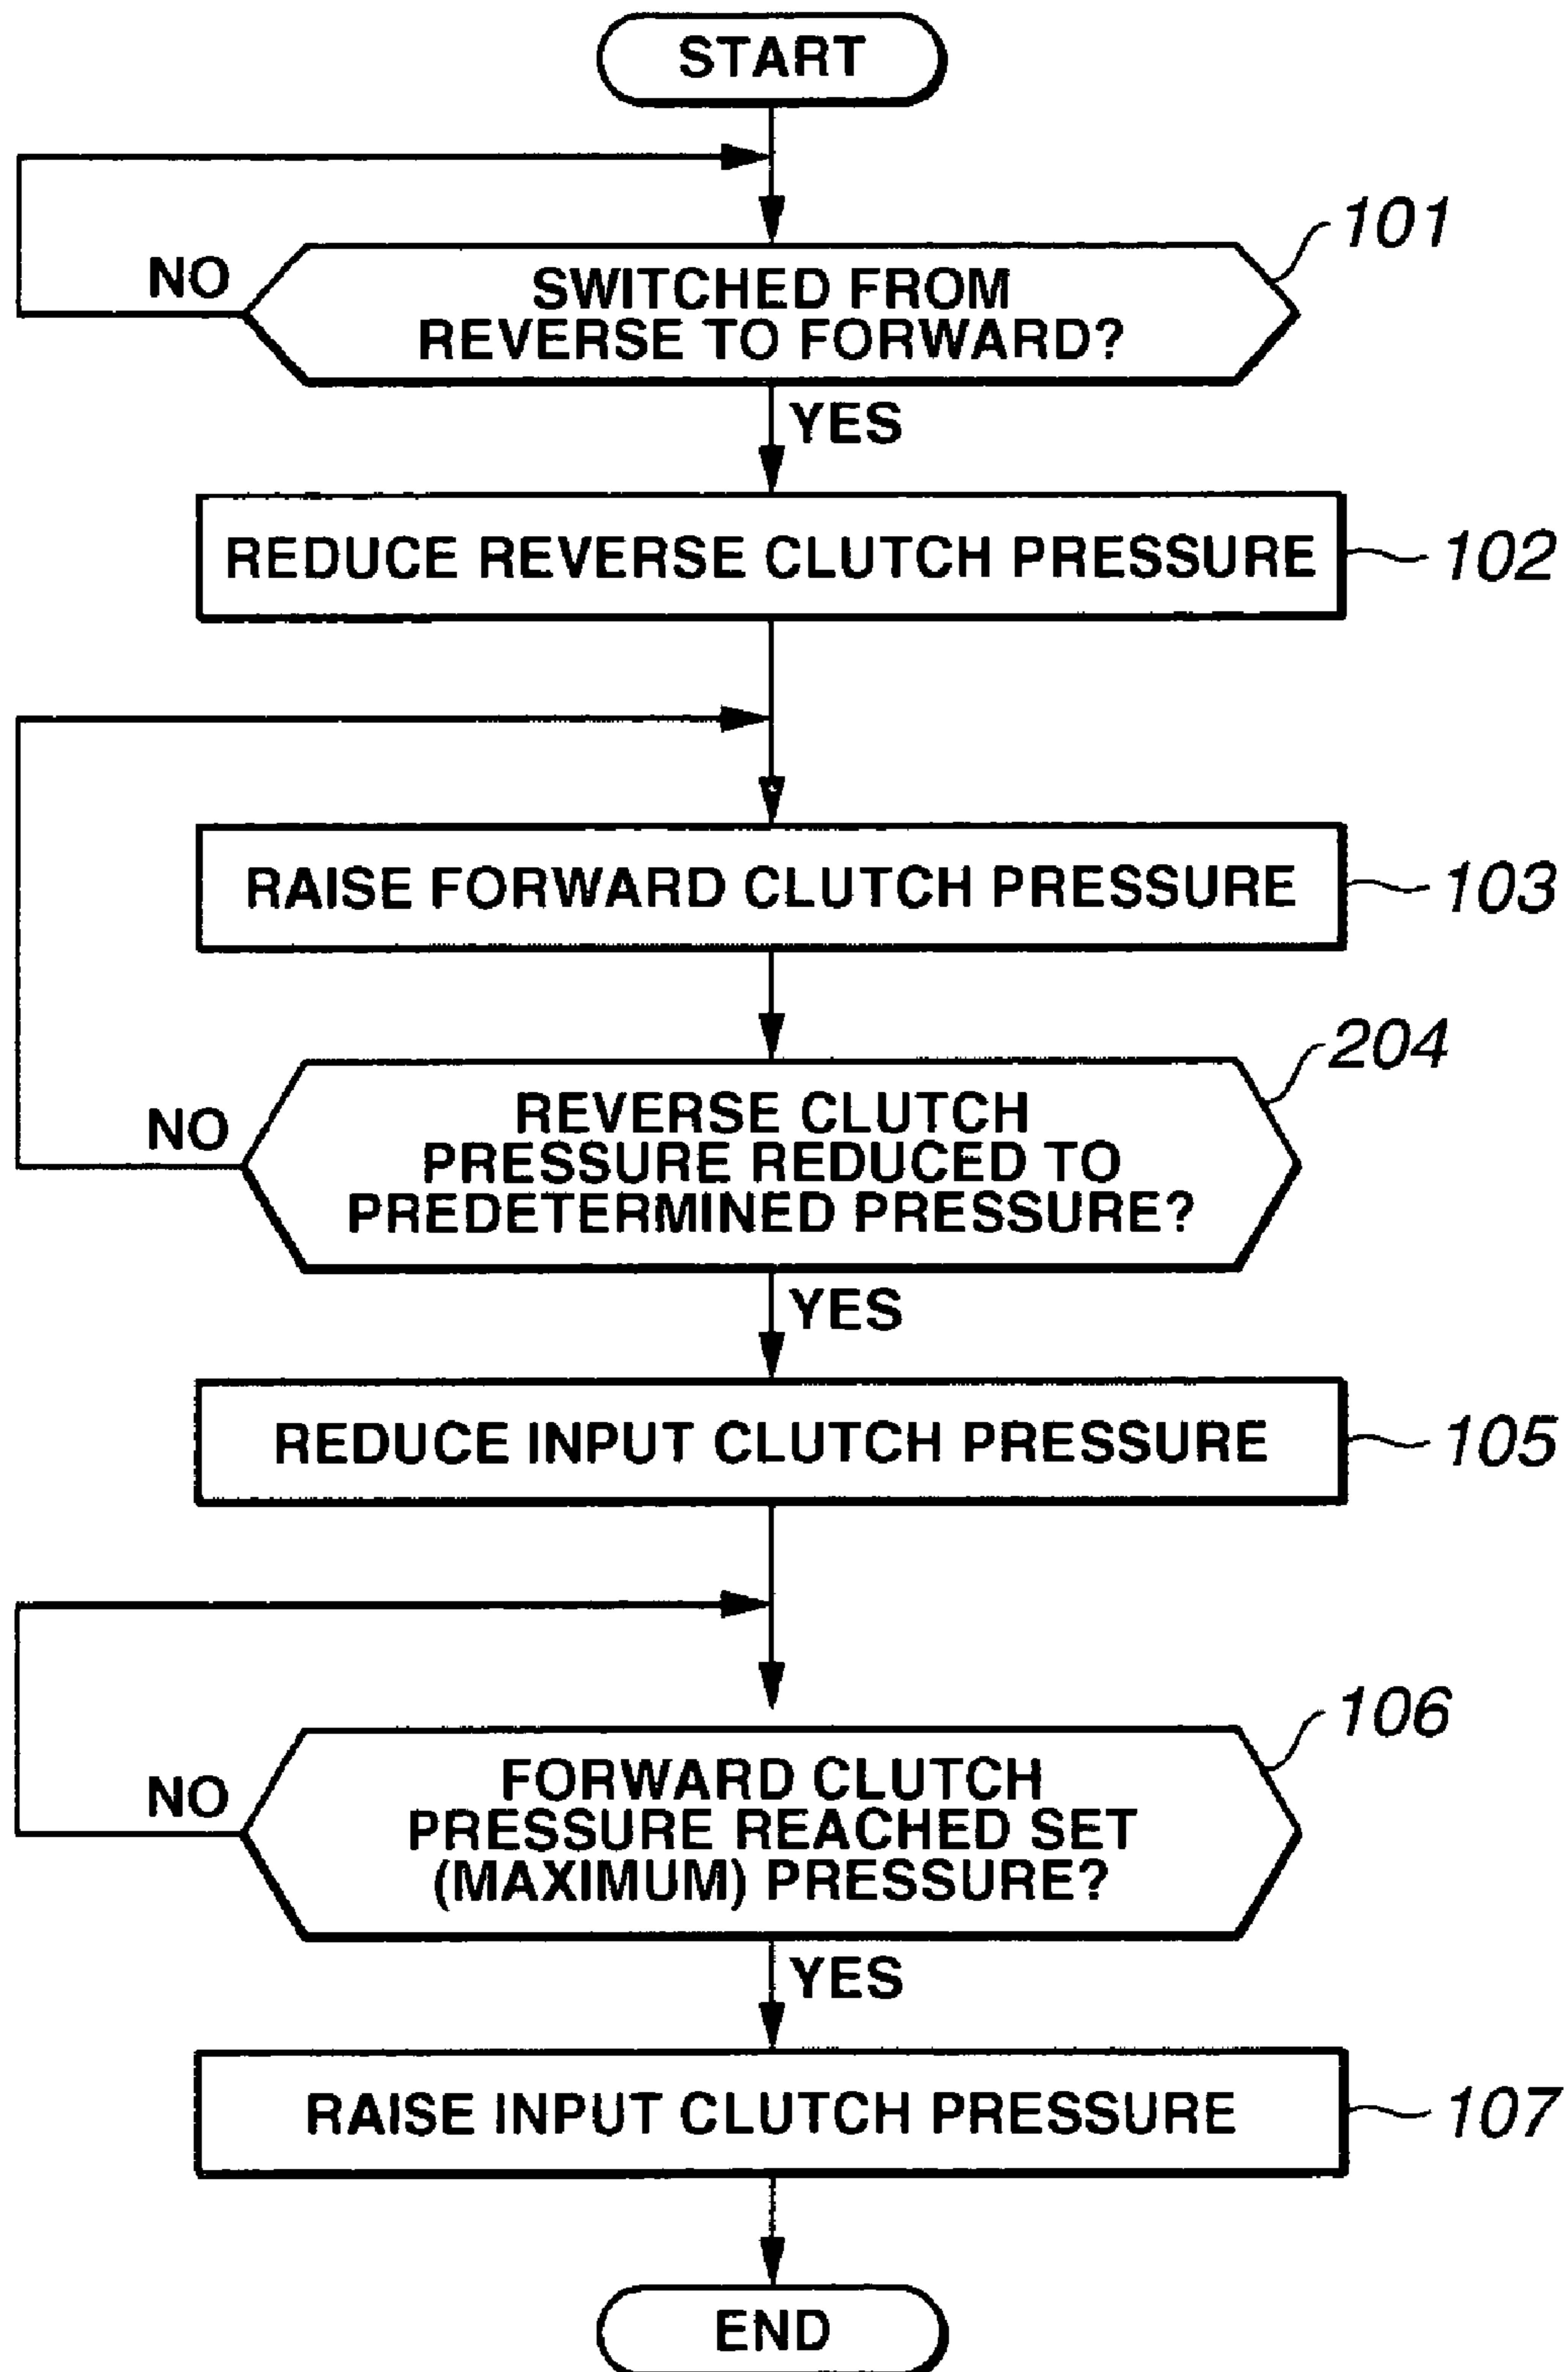 START
101
NO
SWITCHED FROM
REVERSE TO FORWARD?
YES
REDUCE REVERSE CLUTCH PRESSURE
102
RAISE FORWARD CLUTCH PRESSURE
103
204
NO
REVERSE CLUTCH
PRESSURE REDUCED TO
PREDETERMINED PRESSURE?
YES
REDUCE INPUT CLUTCH PRESSURE
105
106
NO
FORWARD CLUTCH
PRESSURE REACHED SET
(MAXIMUM) PRESSURE?
YES
RAISE INPUT CLUTCH PRESSURE
107
END